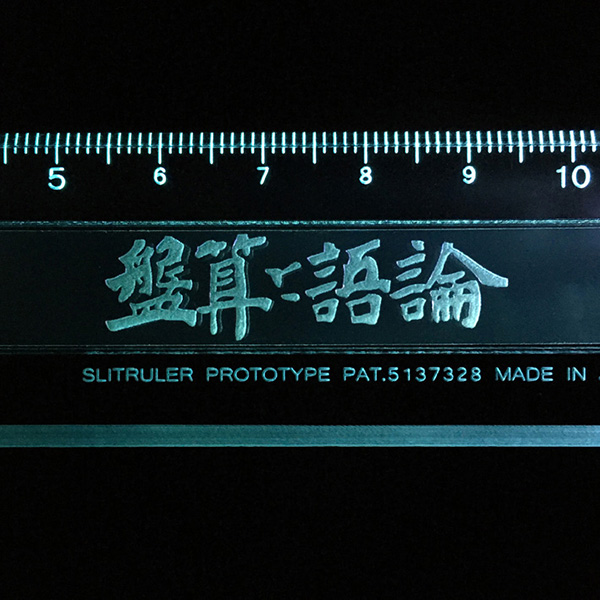 5 6 7 8 9 10
論語と算盤
SLITRULER PROTOTYPE PAT.5137328 MADE IN